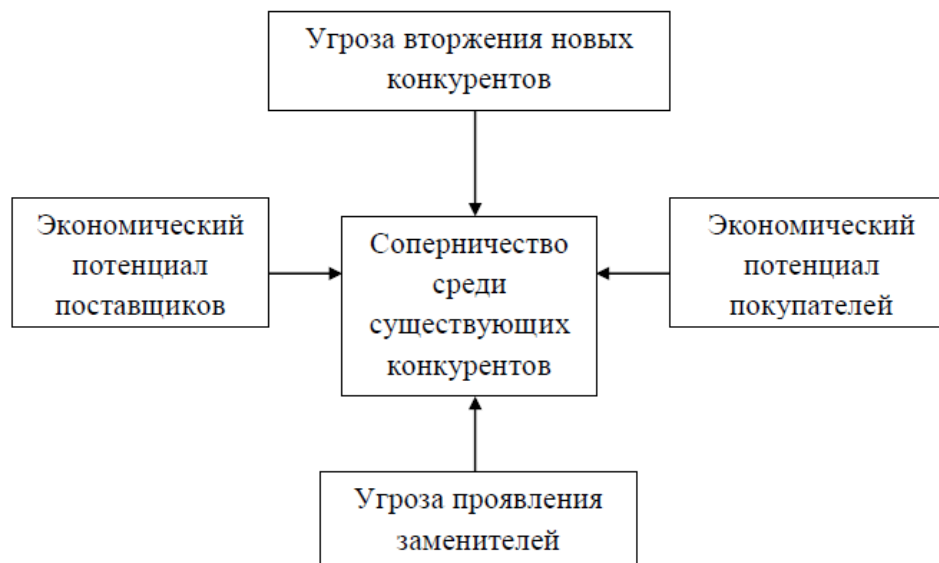 Угроза вторжения новых
конкурентов
Экономический
потенциал
поставщиков
Соперничество
среди
существующих
конкурентов
Экономический
потенциал
покупателей
Угроза проявления
заменителей